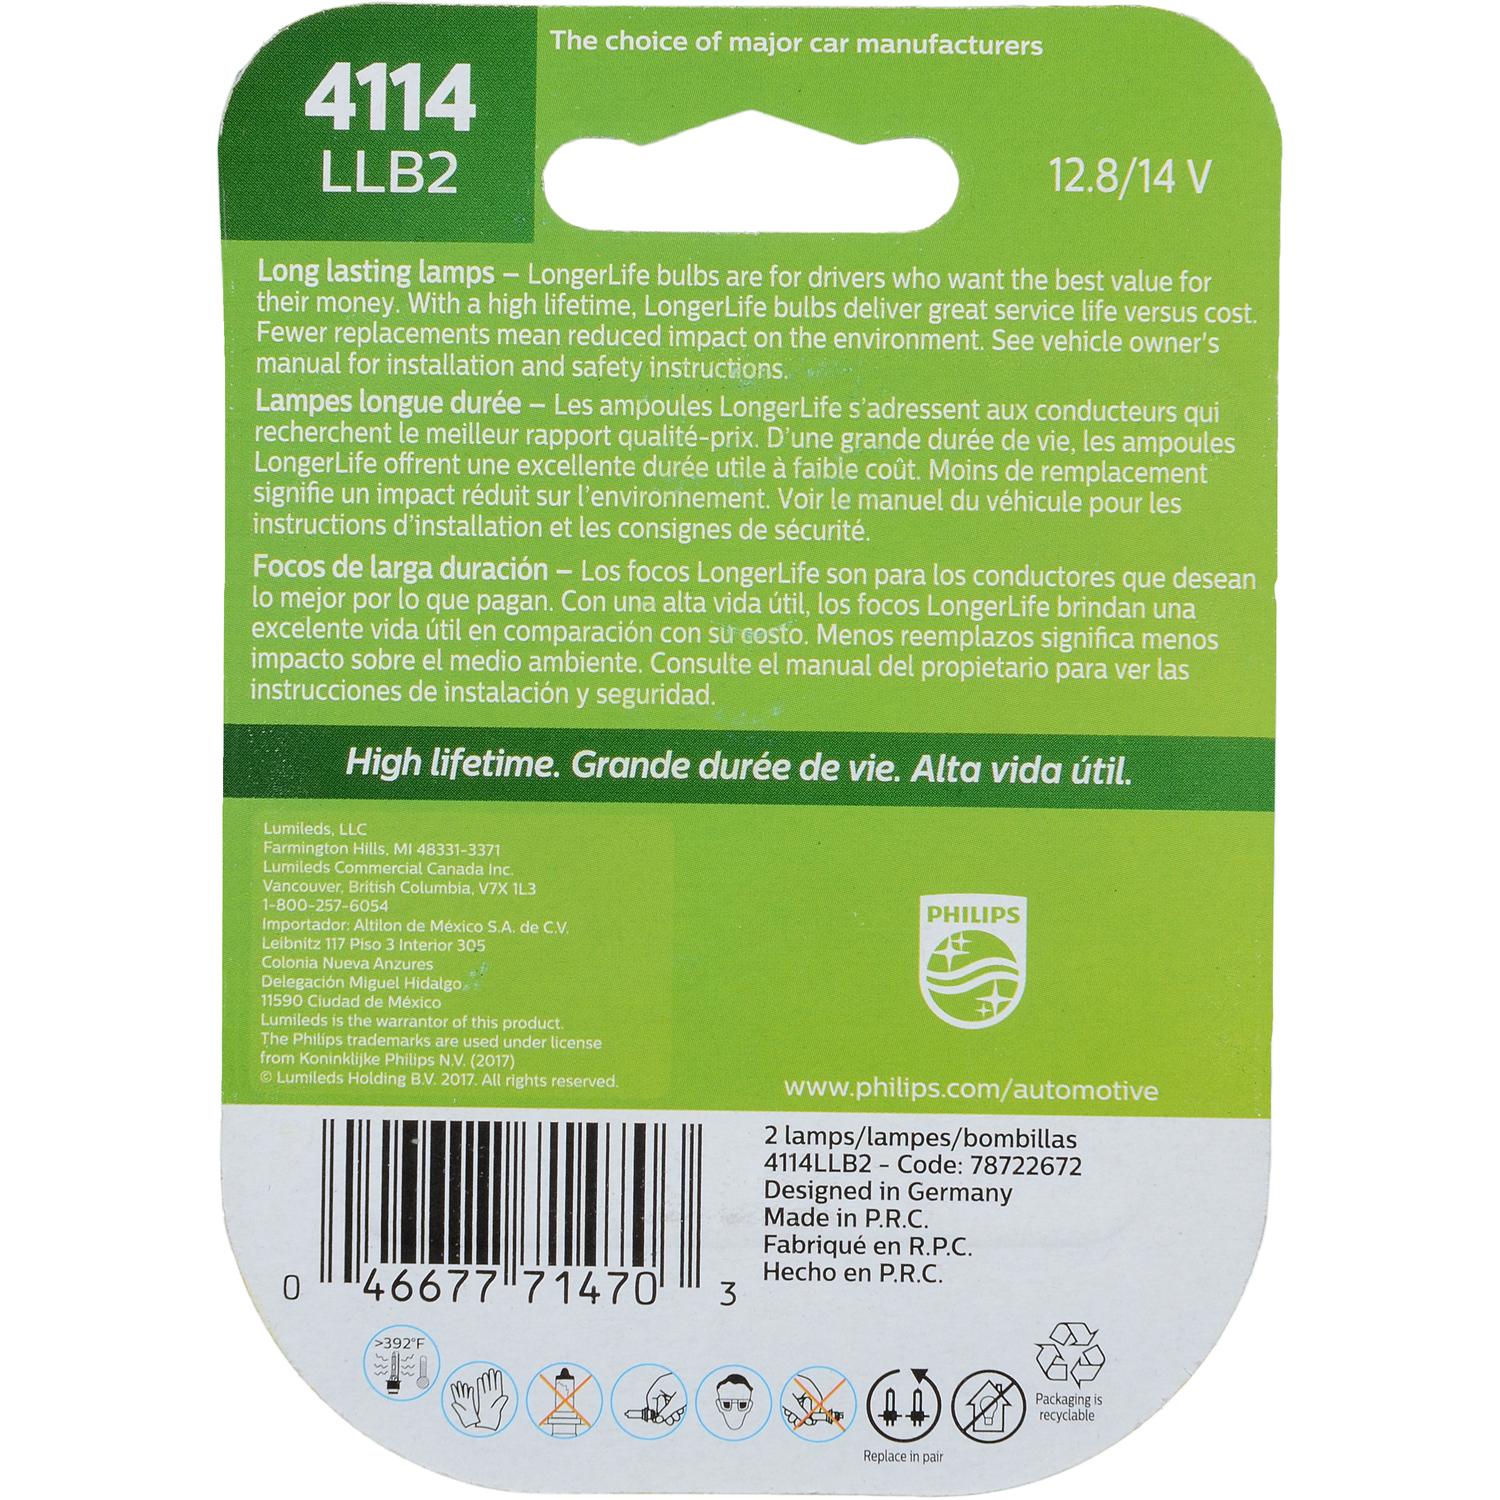 The choice of major car manufacturers
4114
LLB2
12.8/14 V
Long lasting lamps – LongerLife bulbs are for drivers who want the best value for
their money. With a high lifetime, LongerLife bulbs deliver great service life versus cost.
Fewer replacements mean reduced impact on the environment. See vehicle owner's
manual for installation and safety instructions.
Lampes longue durée – Les ampoules LongerLife s'adressent aux conducteurs qui
recherchent le meilleur rapport qualité-prix. D'une grande durée de vie, les ampoules
LongerLife offrent une excellente durée utile à faible coût. Moins de remplacement
signifie un impact réduit sur l'environnement. Voir le manuel du véhicule pour les
instructions d'installation et les consignes de sécurité.
Focos de larga duración – Los focos LongerLife son para los conductores que desean
lo mejor por lo que pagan. Con una alta vida útil, los focos LongerLife brindan una
excelente vida útil en comparación con su costo. Menos reemplazos significa menos
impacto sobre el medio ambiente. Consulte el manual del propietario para ver las
instrucciones de instalación y seguridad.
High lifetime. Grande durée de vie. Alta vida útil.
Lumileds, LLC
Farmington Hills, MI 48331-3371
Lumileds Commercial Canada Inc.
Vancouver, British Columbia, V7X 1L3
1-800-257-6054
Importador: Altilon de México S.A. de C.V.
Leibnitz 117 Piso 3 Interior 305
Colonia Nueva Anzures
Delegación Miguel Hidalgo
11590 Ciudad de México
Lumileds is the warrantor of this product.
The Philips trademarks are used under license
from Koninklijke Philips N.V. (2017)
© Lumileds Holding B.V. 2017. All rights reserved.
PHILIPS
www.philips.com/automotive
2 lamps/lampes/bombillas
4114LLB2 - Code: 78722672
Designed in Germany
Made in P.R.C.
Fabriqué en R.P.C.
Hecho en P.R.C.
0 46677 71470 3
>392°F
Replace in pair
Packaging is
recyclable